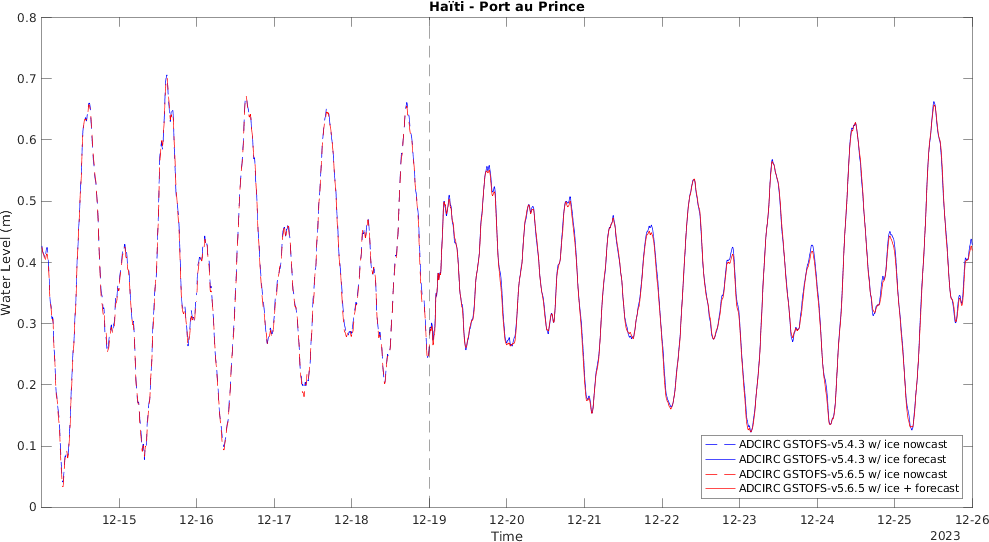 Haïti - Port au Prince
Water Level (m)
0.8
0.7
0.6
0.5
0.4
0.3
0.2
0.1
0
12-15 12-16 12-17 12-18 12-19 12-20 12-21 12-22 12-23 12-24 12-25 12-26
Time
2023
ADCIRC GSTOFS-v5.4.3 w/ ice nowcast
ADCIRC GSTOFS-v5.4.3 w/ ice forecast
ADCIRC GSTOFS-v5.6.5 w/ ice nowcast
ADCIRC GSTOFS-v5.6.5 w/ ice + forecast